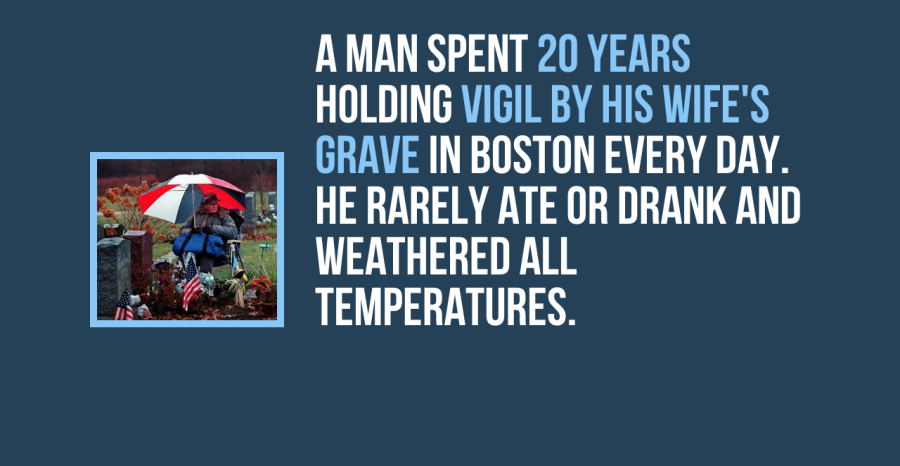 A MAN SPENT 20 YEARS
HOLDING VIGIL BY HIS WIFE'S
GRAVE IN BOSTON EVERY DAY.
HE RARELY ATE OR DRANK AND
WEATHERED ALL
TEMPERATURES.